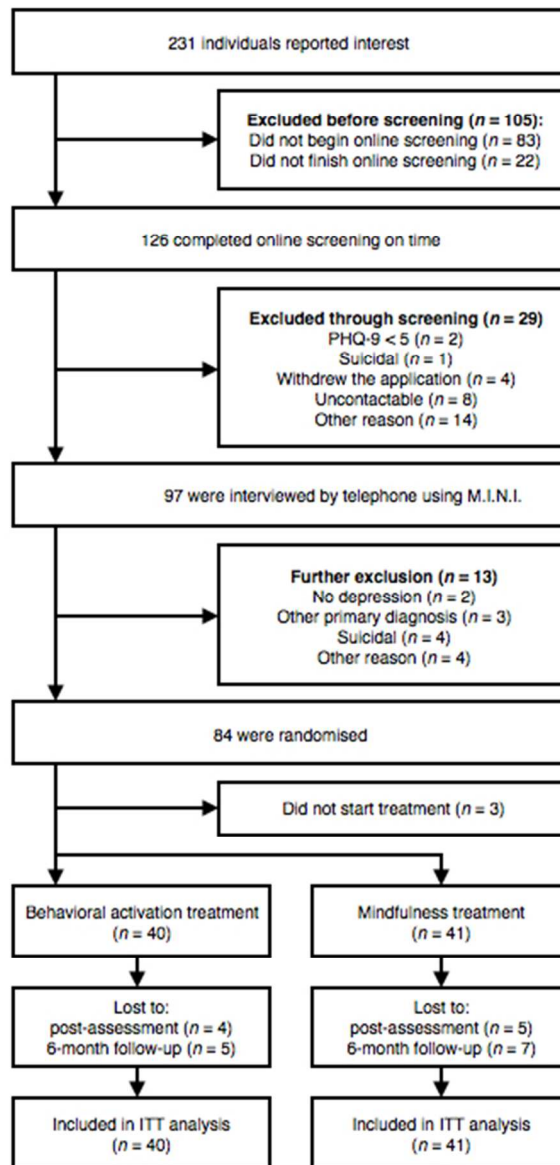 231 individuals reported interest
Excluded before screening (n = 105):
Did not begin online screening (n = 83)
Did not finish online screening (n = 22)
126 completed online screening on time
Excluded through screening (n = 29)
PHQ-9 < 5 (n = 2)
Suicidal (n = 1)
Withdrew the application (n = 4)
Uncontactable (n = 8)
Other reason (n = 14)
97 were interviewed by telephone using M.I.N.I.
Further exclusion (n = 13)
No depression (n = 2)
Other primary diagnosis (n = 3)
Suicidal (n = 4)
Other reason (n = 4)
84 were randomised
Did not start treatment (n = 3)
Behavioral activation treatment
(n = 40)
Mindfulness treatment
(n = 41)
Lost to:
post-assessment (n = 4)
6-month follow-up (n = 5)
Lost to:
post-assessment (n = 5)
6-month follow-up (n = 7)
Included in ITT analysis
(n = 40)
Included in ITT analysis
(n = 41)